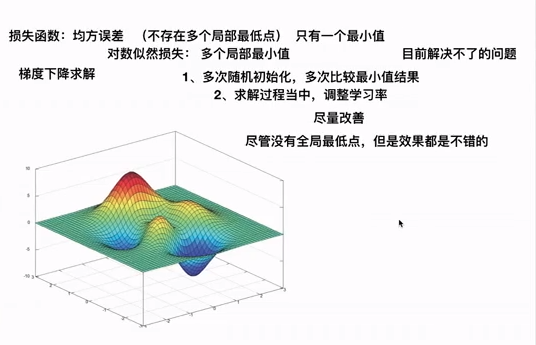 损失函数：均方误差 （不存在多个局部最低点） 只有一个最小值
对数似然损失： 多个局部最小值 目前解决不了的问题
梯度下降求解
1、多次随机初始化，多次比较最小值结果
2、求解过程当中，调整学习率
尽量改善
尽管没有全局最低点，但是效果都是不错的
10
5
0
-5
-10